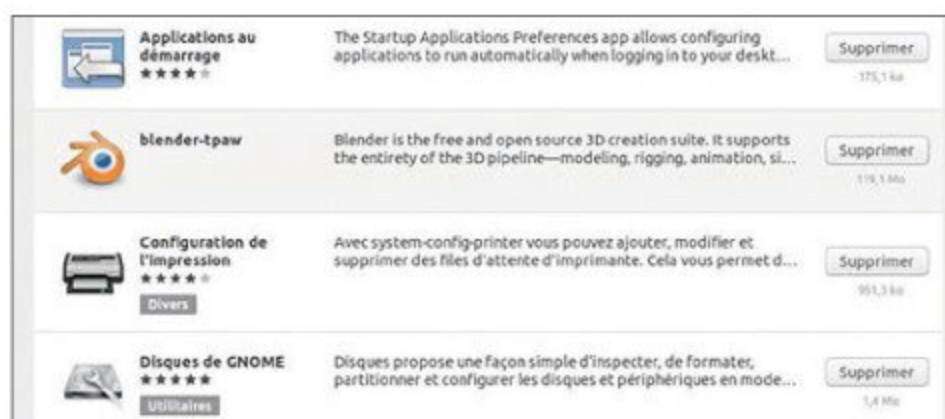 Applications au
démarrage
The Startup Applications Preferences app allows configuring
applications to run automatically when logging in to your deskt...
Supprimer
375,1 ko
blender-tpaw
Blender is the free and open source 3D creation suite. It supports
the entirety of the 3D pipeline—modeling, rigging, animation, si...
Supprimer
119,1 Mo
Configuration de
l'impression
Divers
Avec system-config-printer vous pouvez ajouter, modifier et
supprimer des files d'attente d'imprimante. Cela vous permet d...
Supprimer
951,3 ko
Disques de GNOME
Utilitaires
Disques propose une façon simple d'inspecter, de formater,
partitionner et configurer les disques et périphériques en mode...
Supprimer
1,4 Mo